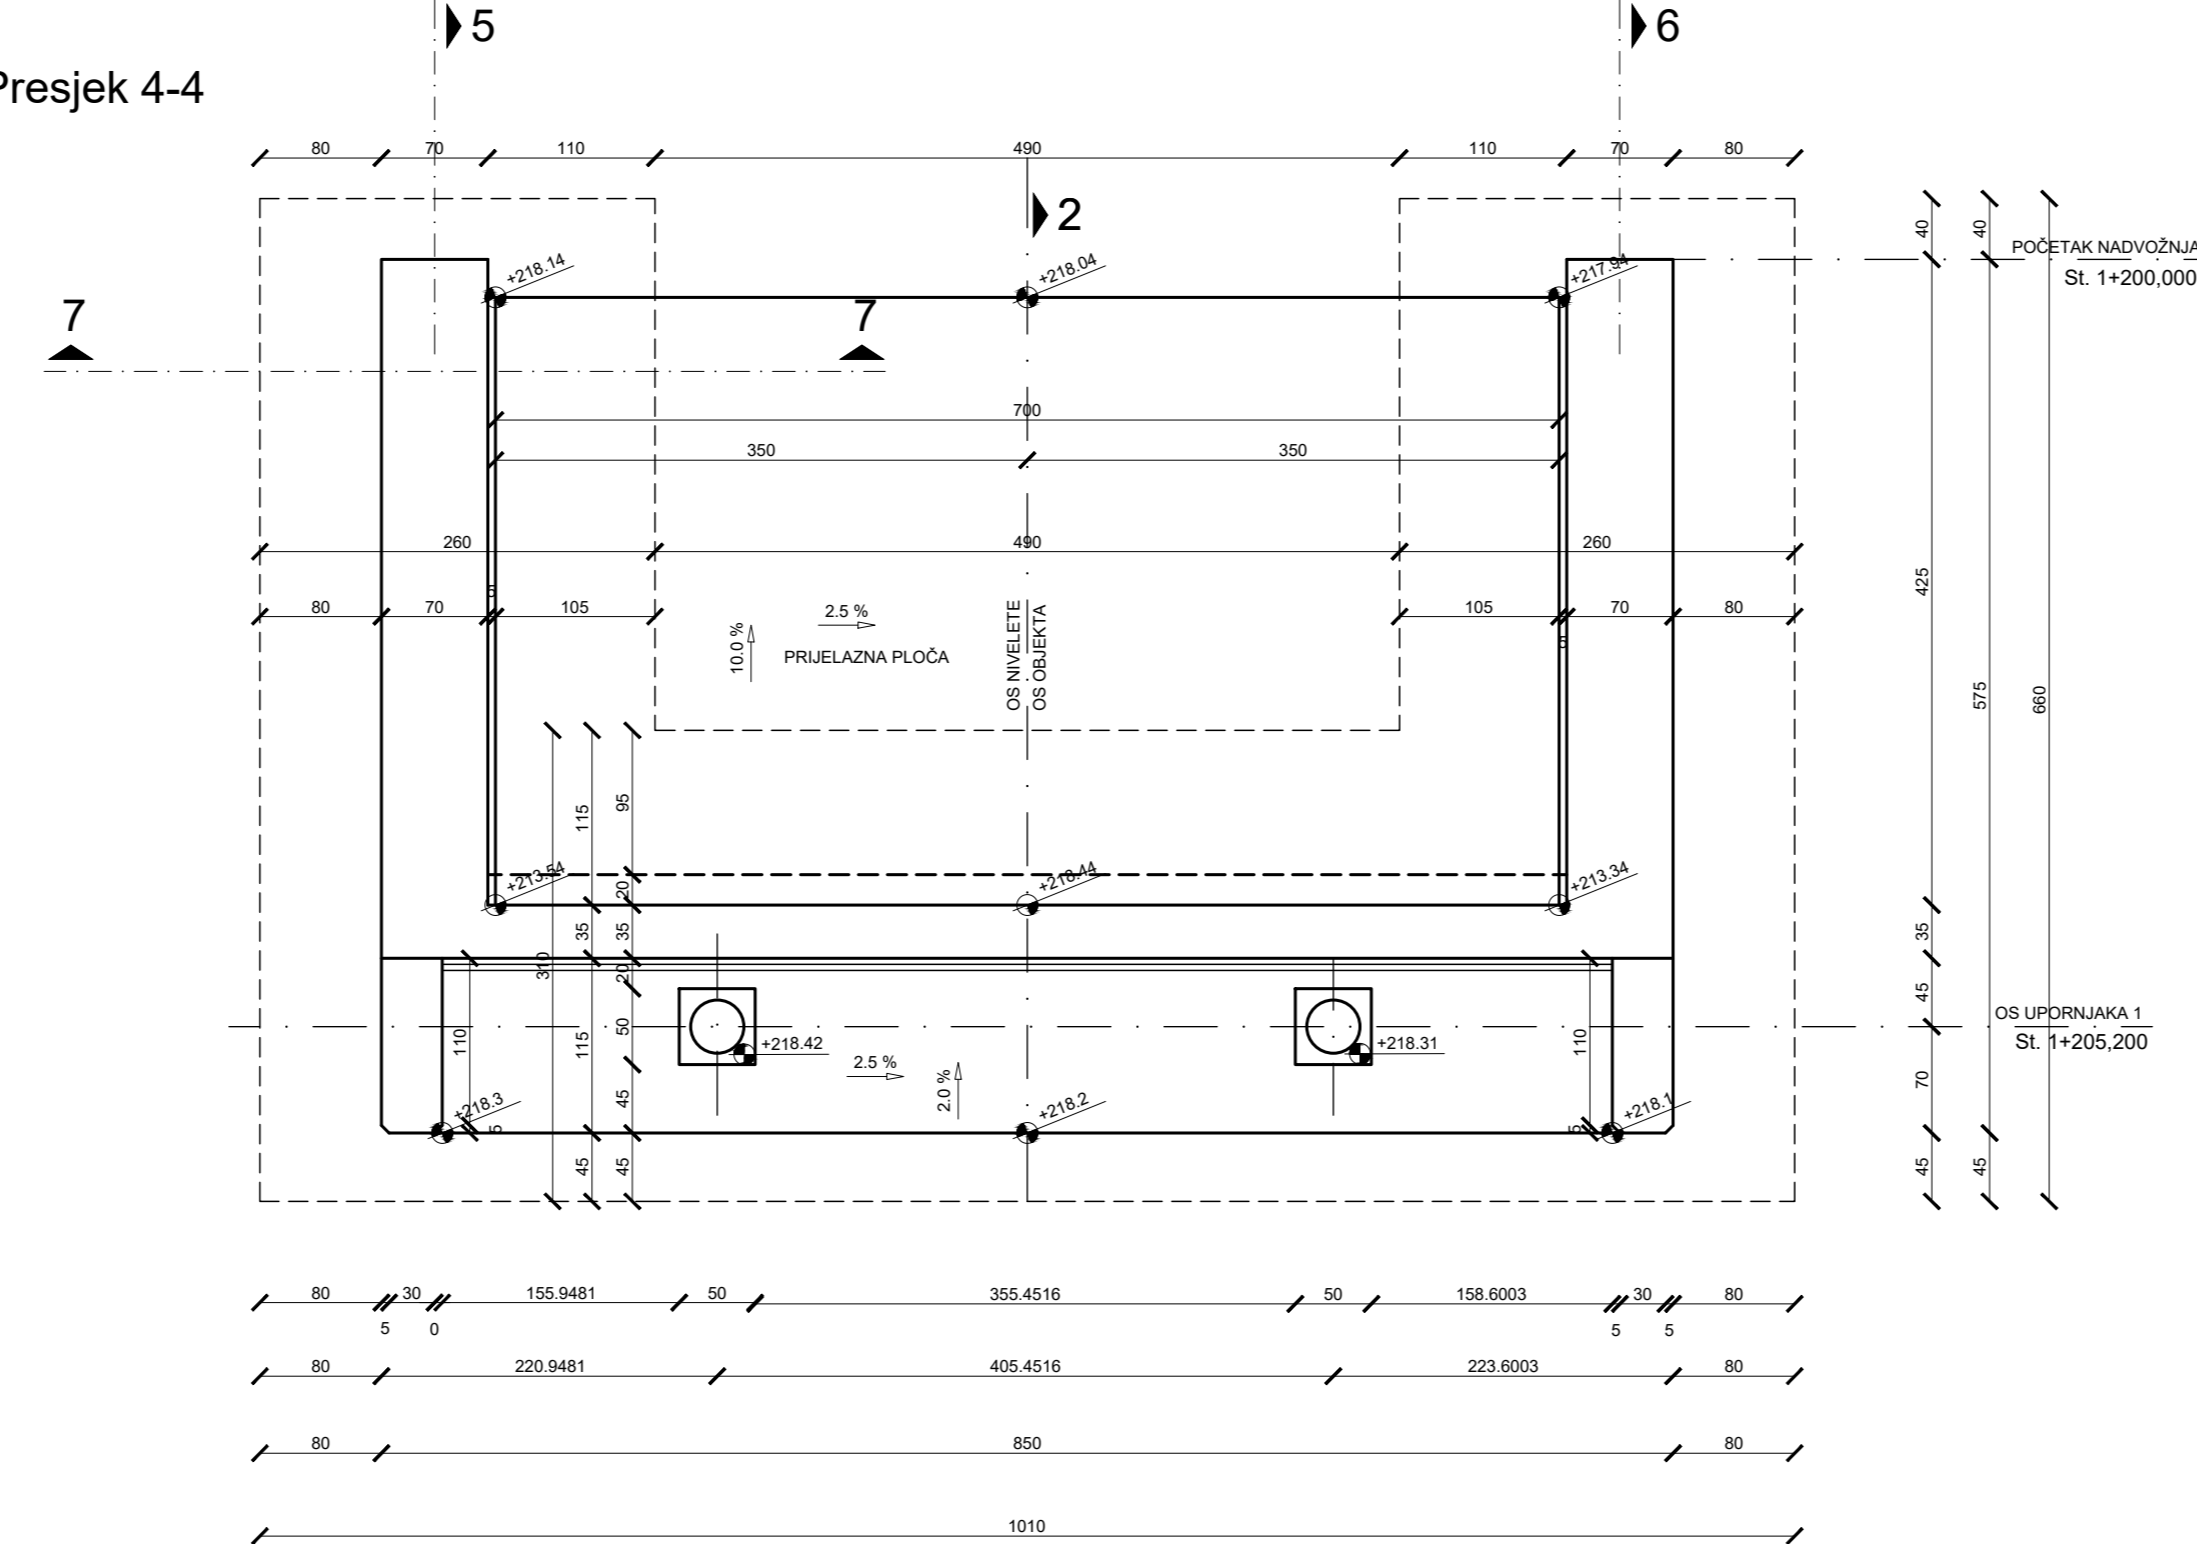 5
6
Presjek 4-4
80 70 110 490 110 70 80
2
40 40
POČETAK NADVOŽNJA
St. 1+200,000
+218.14 +218.04 +217.94
7 7
700
350 350
260 490 260
425
5
80 70 105 105 70 80
5
2.5 %
10.0 %
PRIJELAZNA PLOČA
OS NIVELETE
OS OBJEKTA
575
660
115 95
+213.54 +218.44 +213.34
20
35 35 35
310
20
45
OS UPORNJAKA 1
St. 1+205,200
110 115 50 110
+218.42 +218.31
2.5 %
2.0 %
70
45
+218.3 +218.2 +218.1
5 5
45 45 45 45
80 30 155.9481 50 355.4516 50 158.6003 30 80
5 0 5 5
80 220.9481 405.4516 223.6003 80
80 850 80
1010